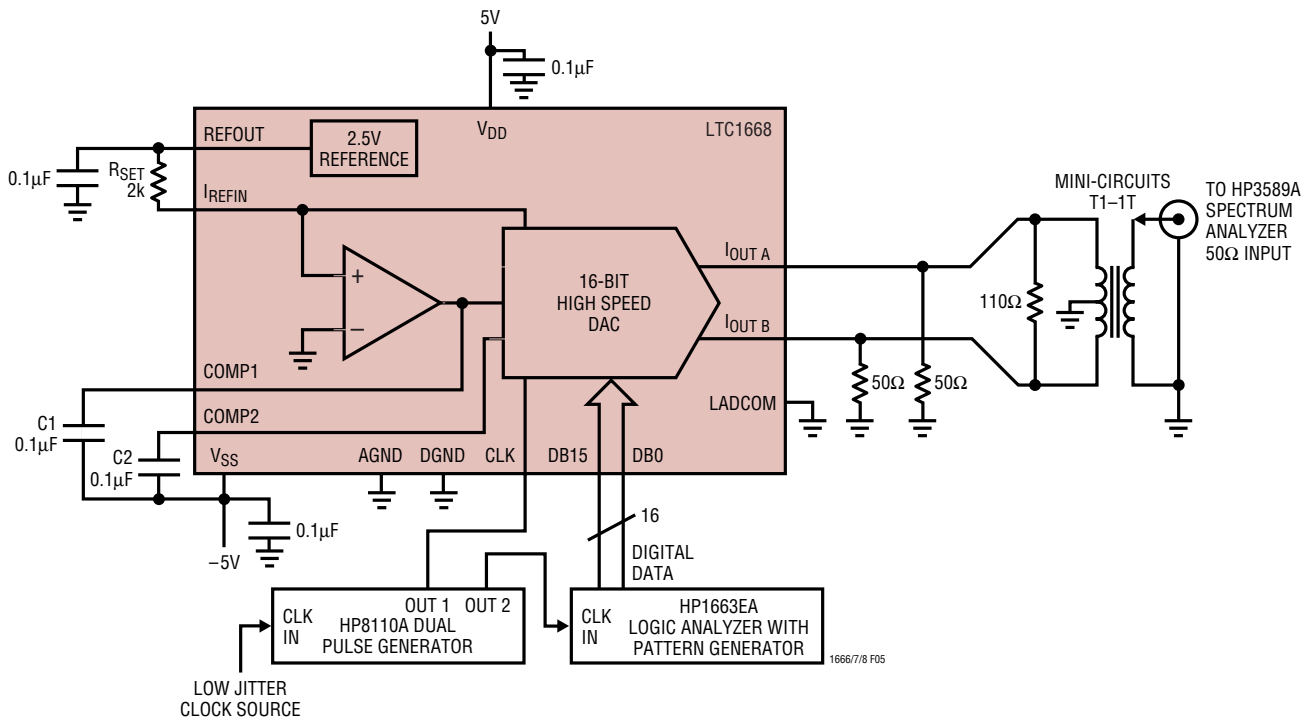 5V
0.1µF
LTC1668
VDD
REFOUT
2.5V
REFERENCE
0.1µF
RSET
2k
IREFIN
MINI-CIRCUITS
T1–1T
TO HP3589A
SPECTRUM
ANALYZER
50Ω INPUT
+
–
16-BIT
HIGH SPEED
DAC
IOUT A
IOUT B
110Ω
50Ω
50Ω
COMP1
COMP2
LADCOM
C1
0.1µF
C2
0.1µF
VSS
AGND
DGND
CLK
DB15
DB0
0.1µF
–5V
16
DIGITAL
DATA
OUT 1
OUT 2
CLK
IN
HP8110A DUAL
PULSE GENERATOR
CLK
IN
HP1663EA
LOGIC ANALYZER WITH
PATTERN GENERATOR
1666/7/8 F05
LOW JITTER
CLOCK SOURCE